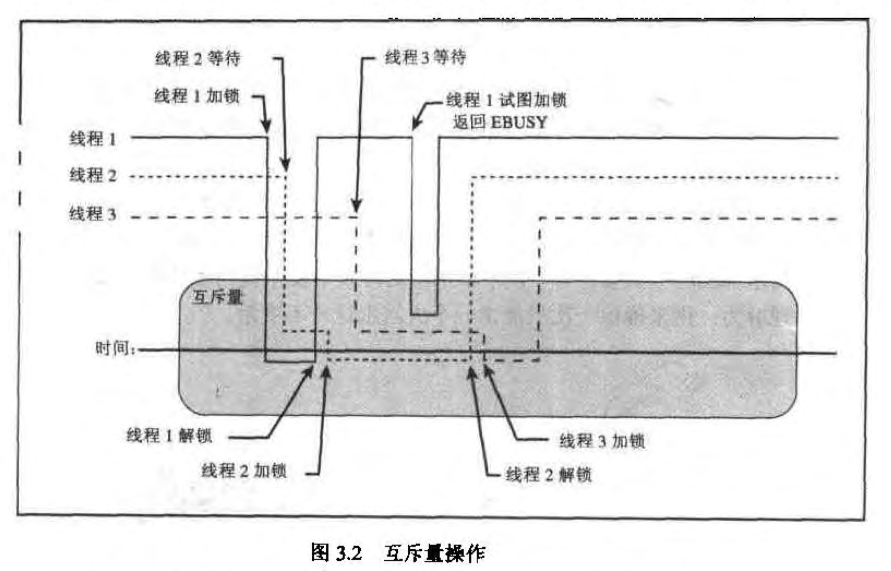 线程 2 等待
线程 3 等待
线程 1 加锁
线程 1 试图加锁
返回 EBUSY
线程 1
线程 2
线程 3
互斥量
时间:
线程 1 解锁
线程 3 加锁
线程 2 加锁
线程 2 解锁
图 3.2 互斥量操作